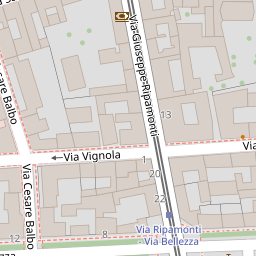 Via Giuseppe Ripamonti
Cesare Balbo
13
Via Vignola
1
Via
20
Via Cesare Balbo
22
Via Ripamonti
- Via Bellezza
8
12